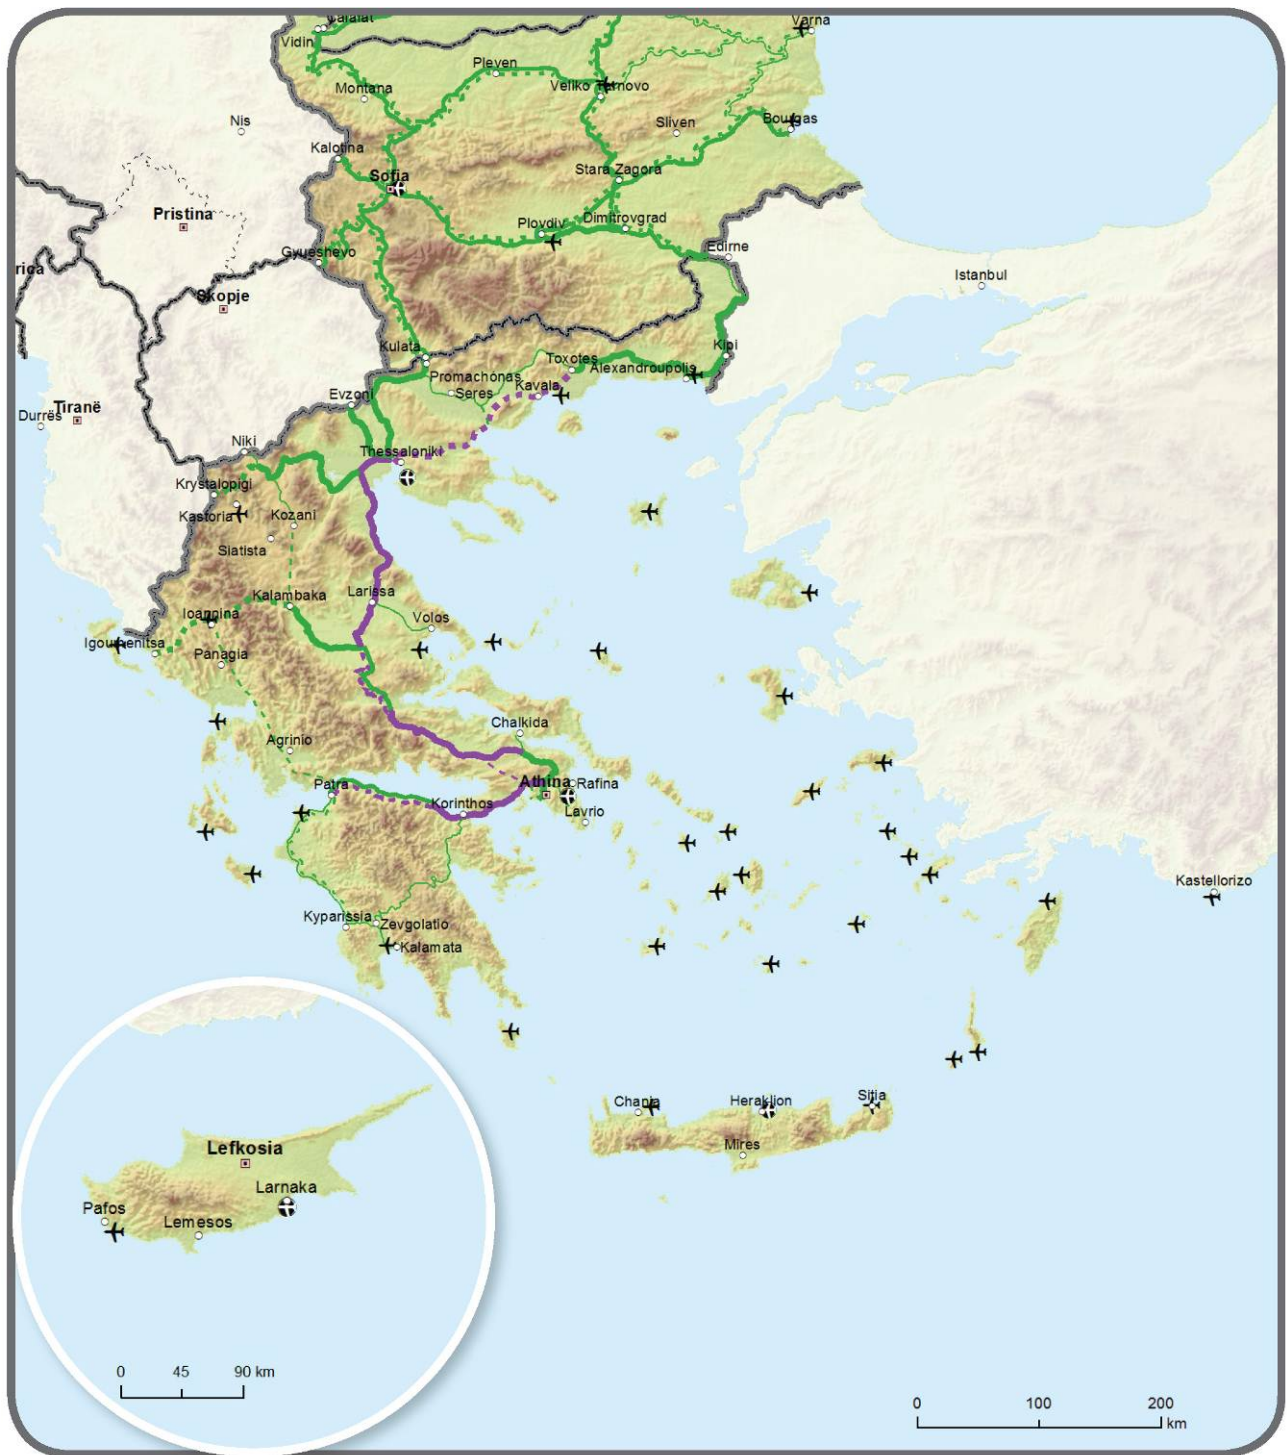 Calafat
Varna
Vidin
Pleven
Montana
Veliko Tarnovo
Nis
Sliven
Bourgas
Kalotina
Sofia
Stara Zagora
Pristina
Plovdiv
Dimitrovgrad
Gyueshevo
Edirne
rica
Istanbul
Skopje
Kulata
Toxotes
Kipi
Alexandroupolis
Promachonas
Seres
Kavala
Evzoni
Tiranë
Durrës
Niki
Thessaloniki
Krystalopigi
Kastoria
Kozani
Siatista
Kalambaka
Larissa
Ioannina
Volos
Igoumenitsa
Panagia
Chalkida
Agrinio
Patra
Athina
Rafina
Korinthos
Lavrio
Kastellorizo
Kyparissia
Zevgolatio
Kalamata
Chania
Heraklion
Sitia
Mires
Lefkosia
Larnaka
Pafos
Lemesos
0 45 90 km
0 100 200
km